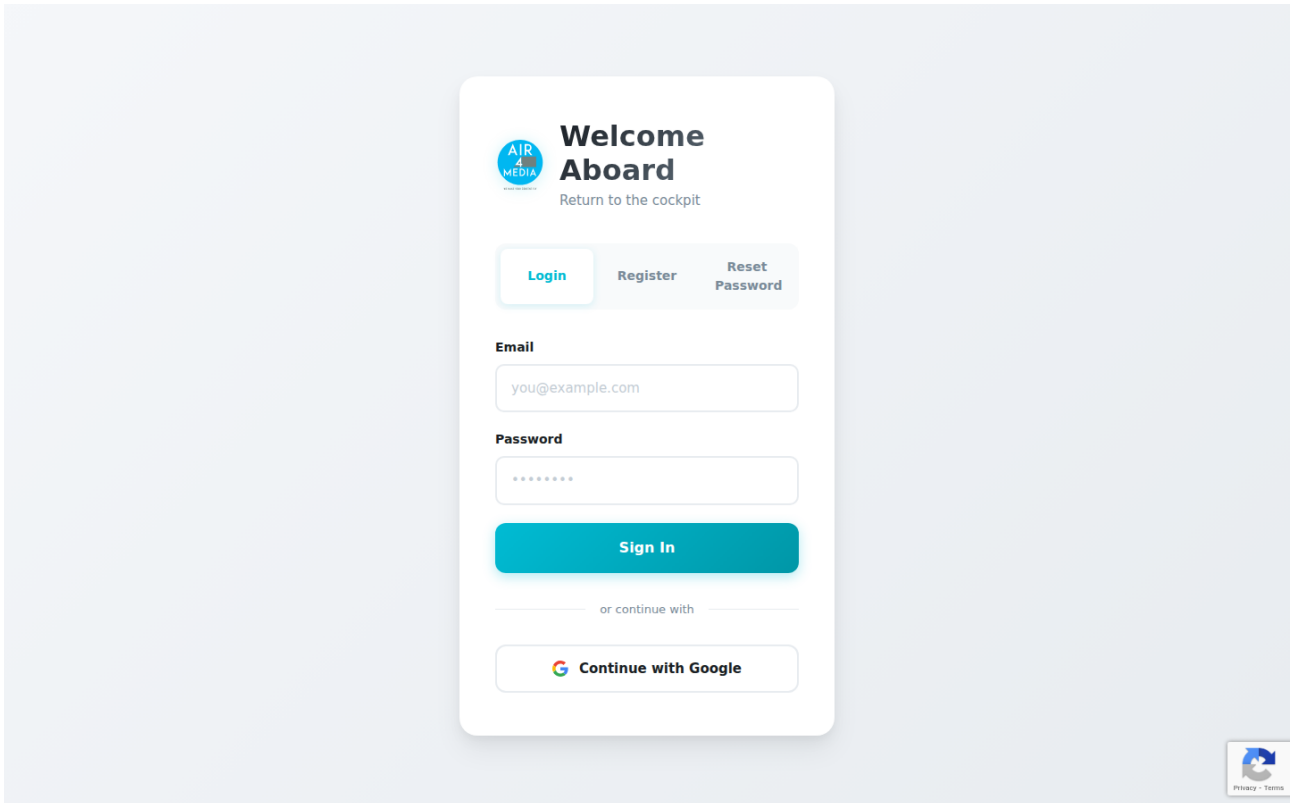 AIR
4
MEDIA
Welcome
Aboard
Return to the cockpit
Login
Register
Reset
Password
Email
you@example.com
Password
••••••••
Sign In
or continue with
Continue with Google
Privacy - Terms